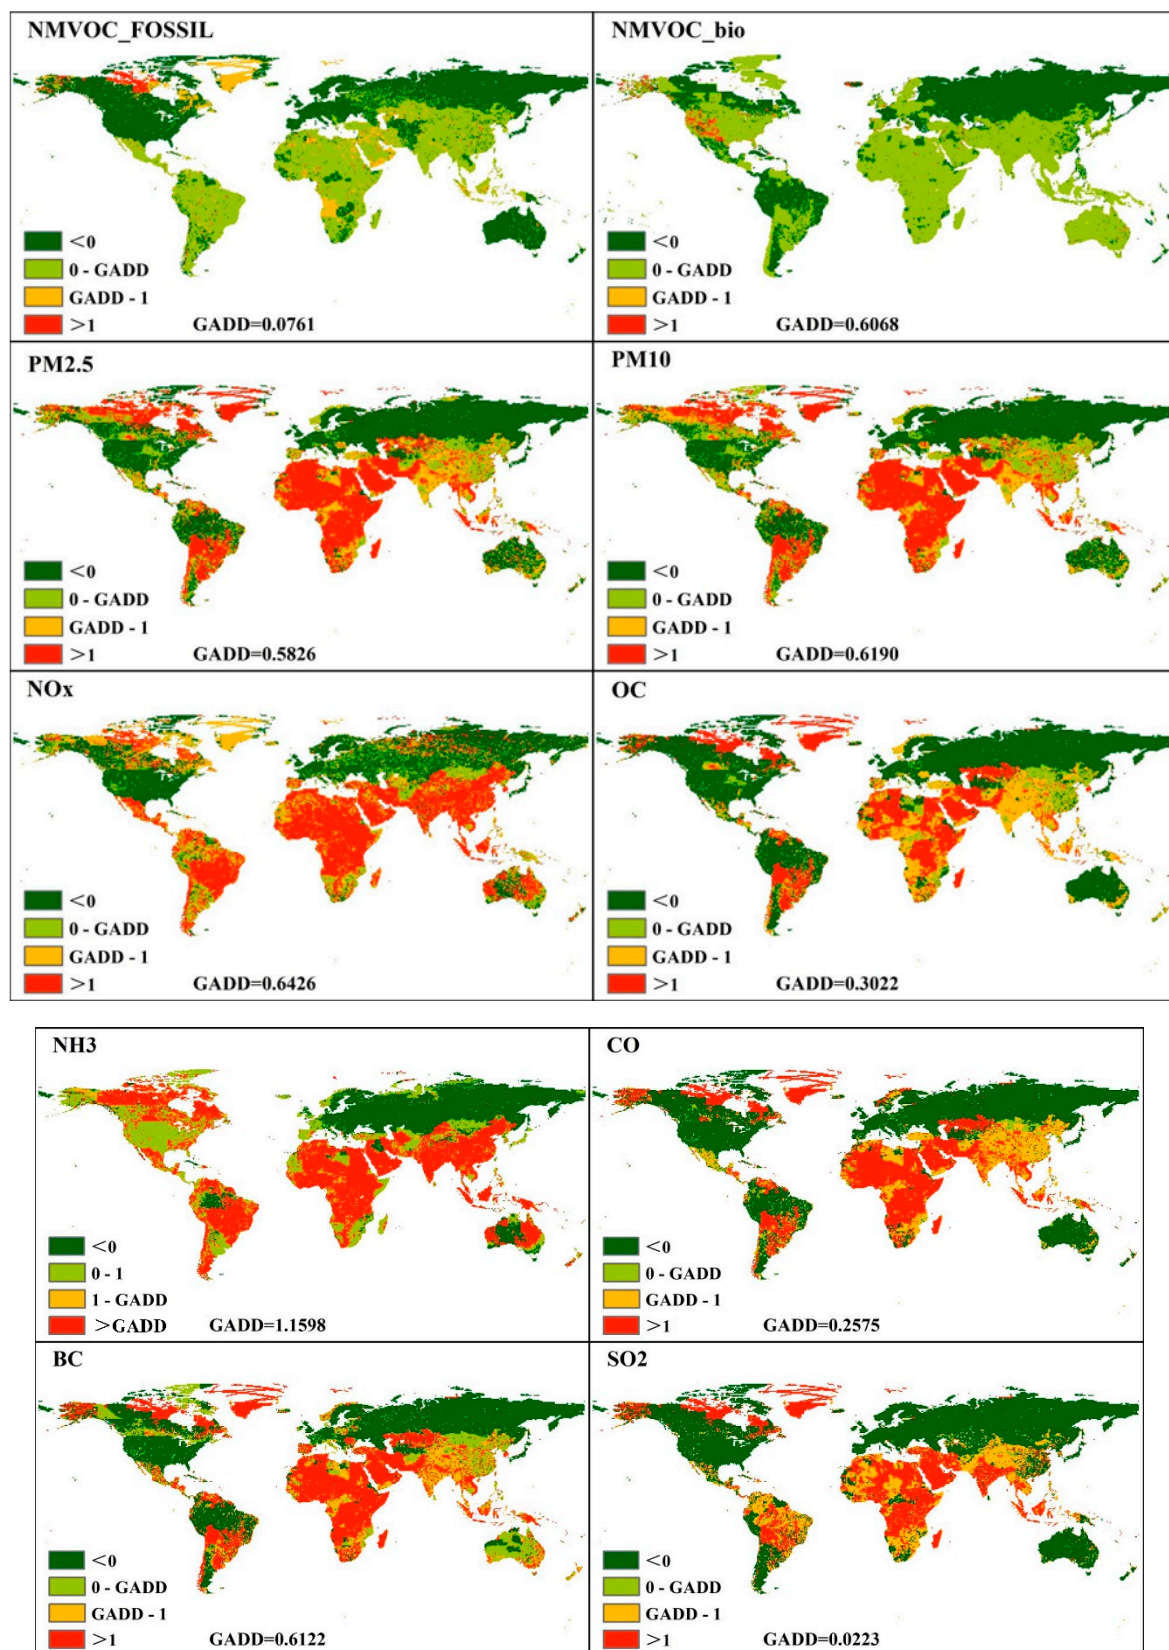 NMVOC_FOSSIL
<0
0 - GADD
GADD - 1
>1
GADD=0.0761
NMVOC_bio
<0
0 - GADD
GADD - 1
>1
GADD=0.6068
PM2.5
<0
0 - GADD
GADD - 1
>1
GADD=0.5826
PM10
<0
0 - GADD
GADD - 1
>1
GADD=0.6190
NOx
<0
0 - GADD
GADD - 1
>1
GADD=0.6426
OC
<0
0 - GADD
GADD - 1
>1
GADD=0.3022
NH3
<0
0 - 1
1 - GADD
>GADD
GADD=1.1598
CO
<0
0 - GADD
GADD - 1
>1
GADD=0.2575
BC
<0
0 - GADD
GADD - 1
>1
GADD=0.6122
SO2
<0
0 - GADD
GADD - 1
>1
GADD=0.0223